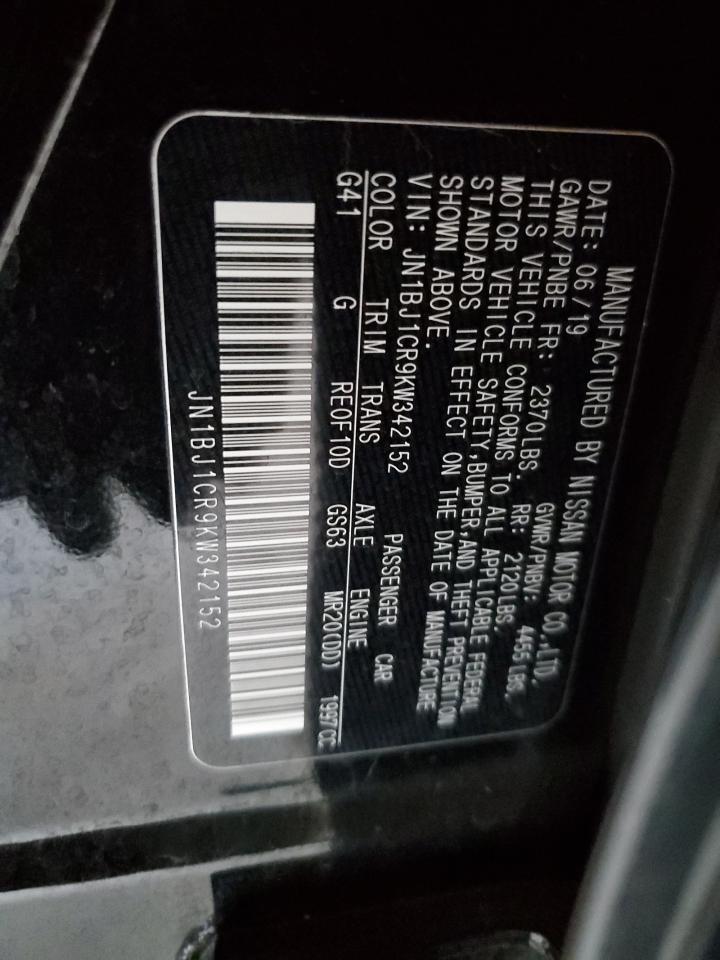 MANUFACTURED BY NISSAN MOTOR CO.,LTD.
DATE: 06/19 GVWR/PNBV: 4455 LBS.
GAWR/PNBE FR: 2370LBS. RR: 2120LBS.
THIS VEHICLE CONFORMS TO ALL APPLICABLE FEDERAL
MOTOR VEHICLE SAFETY,BUMPER,AND THEFT PREVENTION
STANDARDS IN EFFECT ON THE DATE OF MANUFACTURE
SHOWN ABOVE.
VIN: JN1BJ1CR9KW342152 PASSENGER CAR
COLOR TRIM TRANS AXLE ENGINE
G41 G RE0F10D GS63 MR20(DD) 1997CC
JN1BJ1CR9KW342152